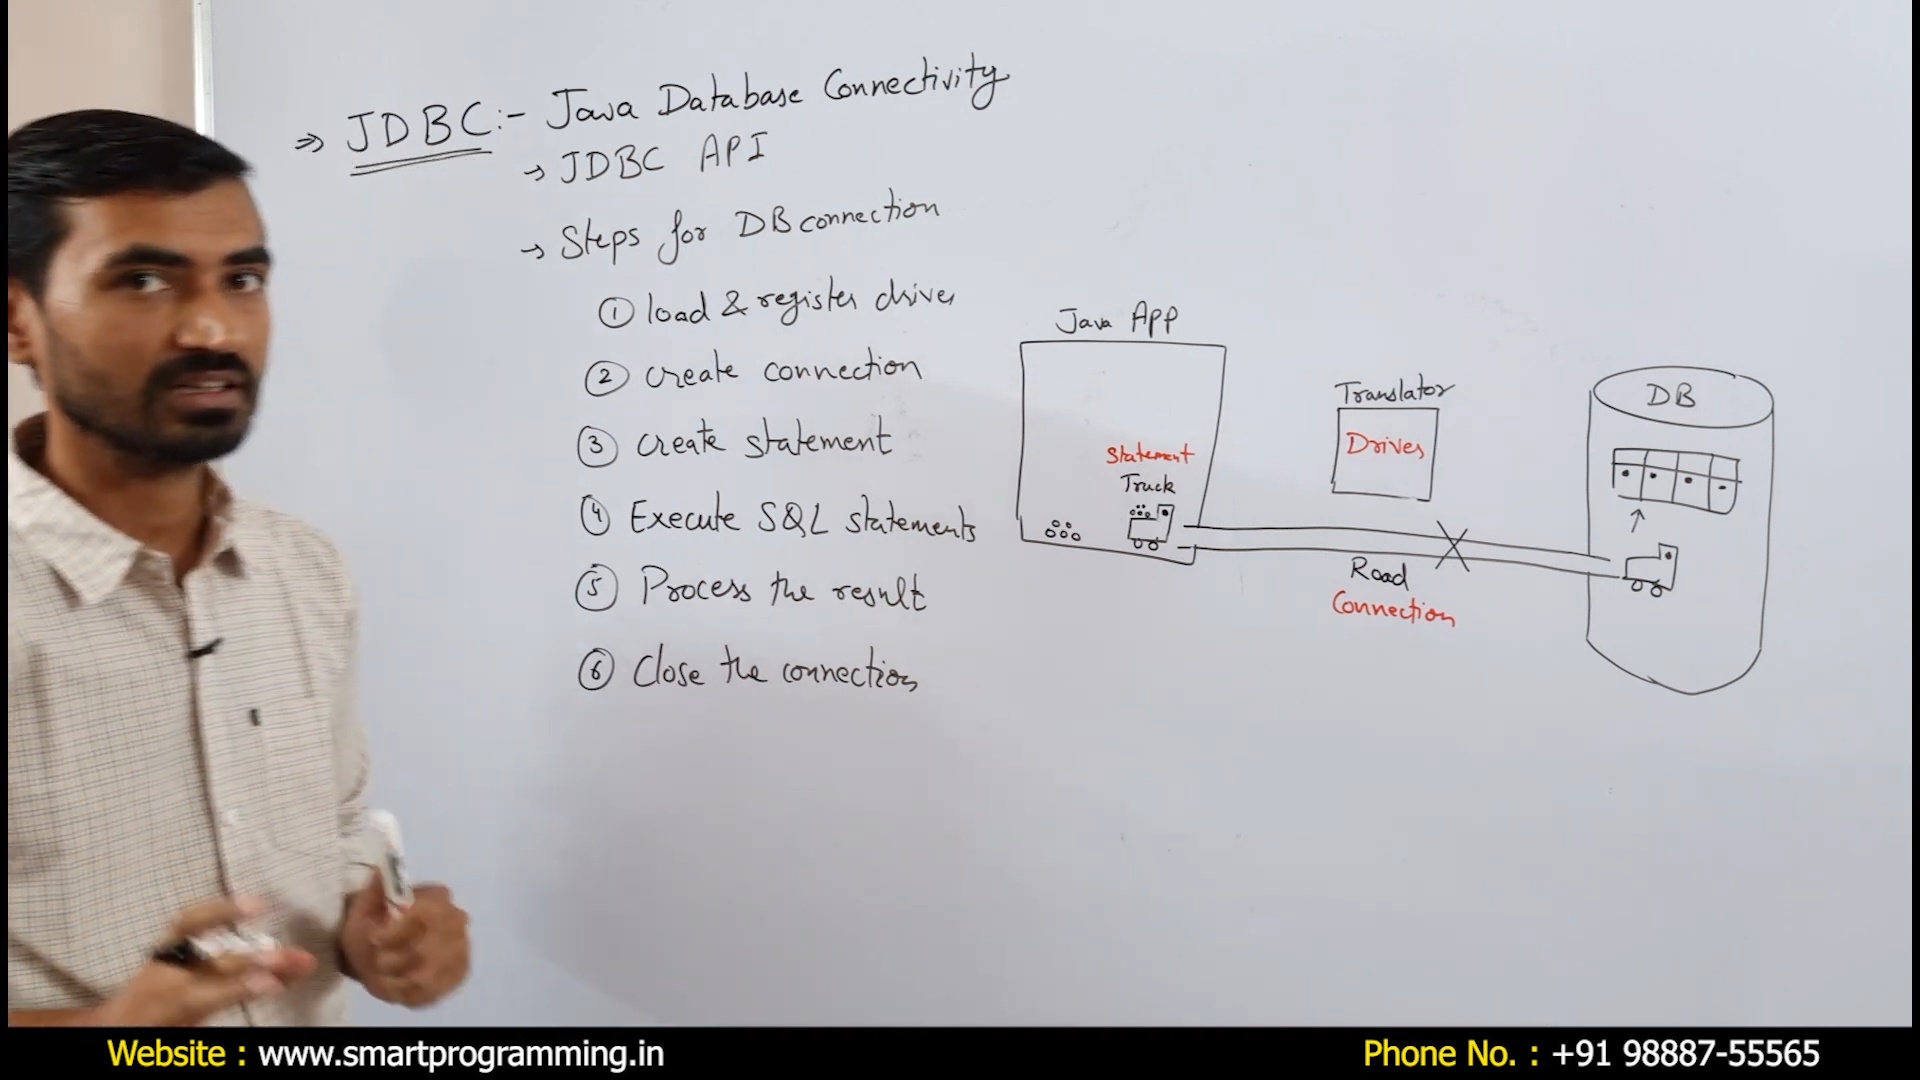 ⇒ JDBC:- Java Database Connectivity
→ JDBC API
→ Steps for DB connection
① load & register driver
② create connection
③ create statement
④ Execute SQL statements
⑤ Process the result
⑥ Close the connection
Java App
Statement
Truck
Translator
Driver
Road
Connection
DB
Website : www.smartprogramming.in
Phone No. : +91 98887-55565